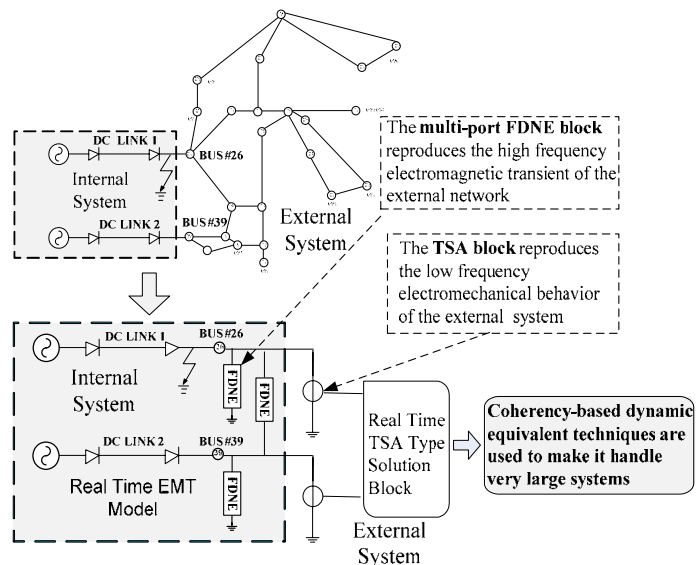 DC LINK 1
BUS#26
Internal
System
DC LINK 2
BUS#39
External
System
The multi-port FDNE block
reproduces the high frequency
electromagnetic transient of the
external network
The TSA block reproduces
the low frequency
electromechanical behavior
of the external system
DC LINK 1
BUS#26
26
Internal
System
FDNE
FDNE
DC LINK 2
BUS#39
39
FDNE
Real Time EMT
Model
Real Time
TSA Type
Solution
Block
External
System
Coherency-based dynamic
equivalent techniques are
used to make it handle
very large systems